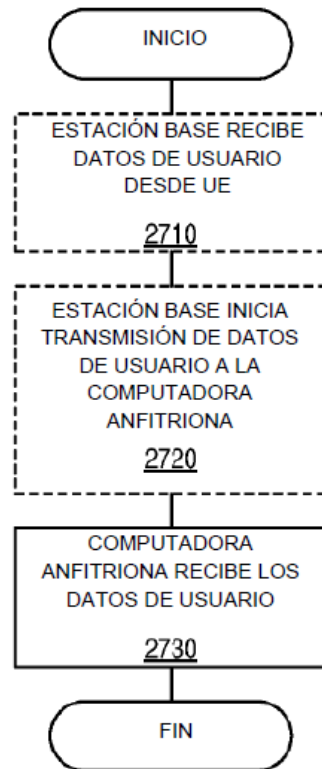 INICIO
ESTACIÓN BASE RECIBE
DATOS DE USUARIO
DESDE UE
2710
ESTACIÓN BASE INICIA
TRANSMISIÓN DE DATOS
DE USUARIO A LA
COMPUTADORA
ANFITRIONA
2720
COMPUTADORA
ANFITRIONA RECIBE LOS
DATOS DE USUARIO
2730
FIN